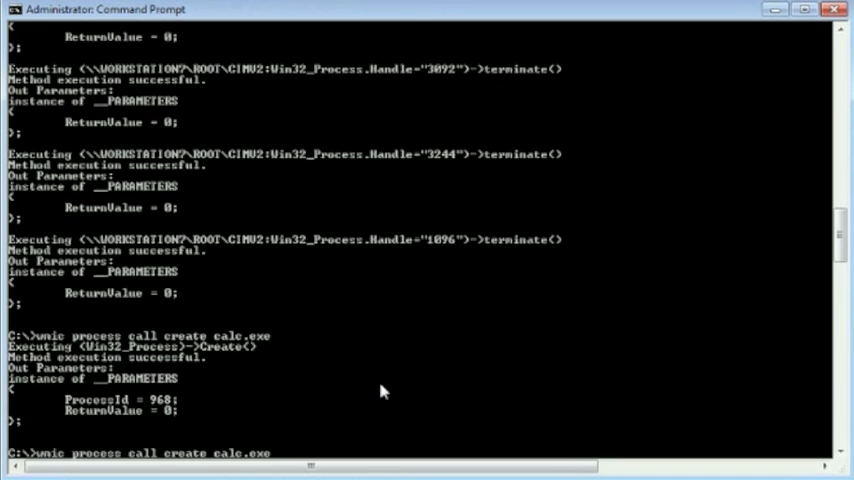 Administrator: Command Prompt
{
ReturnValue = 0;
};
Executing (\\WORKSTATION7\ROOT\CIMV2:Win32_Process.Handle="3092")->terminate()
Method execution successful.
Out Parameters:
instance of __PARAMETERS
{
ReturnValue = 0;
};
Executing (\\WORKSTATION7\ROOT\CIMV2:Win32_Process.Handle="3244")->terminate()
Method execution successful.
Out Parameters:
instance of __PARAMETERS
{
ReturnValue = 0;
};
Executing (\\WORKSTATION7\ROOT\CIMV2:Win32_Process.Handle="1096")->terminate()
Method execution successful.
Out Parameters:
instance of __PARAMETERS
{
ReturnValue = 0;
};
C:\>wmic process call create calc.exe
Executing (Win32_Process)->Create()
Method execution successful.
Out Parameters:
instance of __PARAMETERS
{
ProcessId = 968;
ReturnValue = 0;
};
C:\>wmic process call create calc.exe